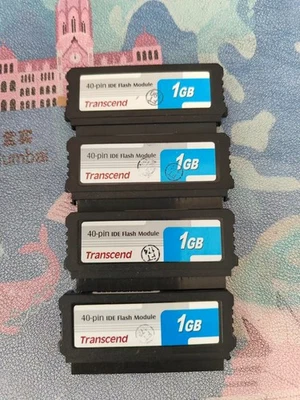 40-pin IDE Flash Module
Transcend
1GB
40-pin IDE Flash Module
Transcend
1GB
40-pin IDE Flash Module
Transcend
1GB
40-pin IDE Flash Module
Transcend
1GB
umbai